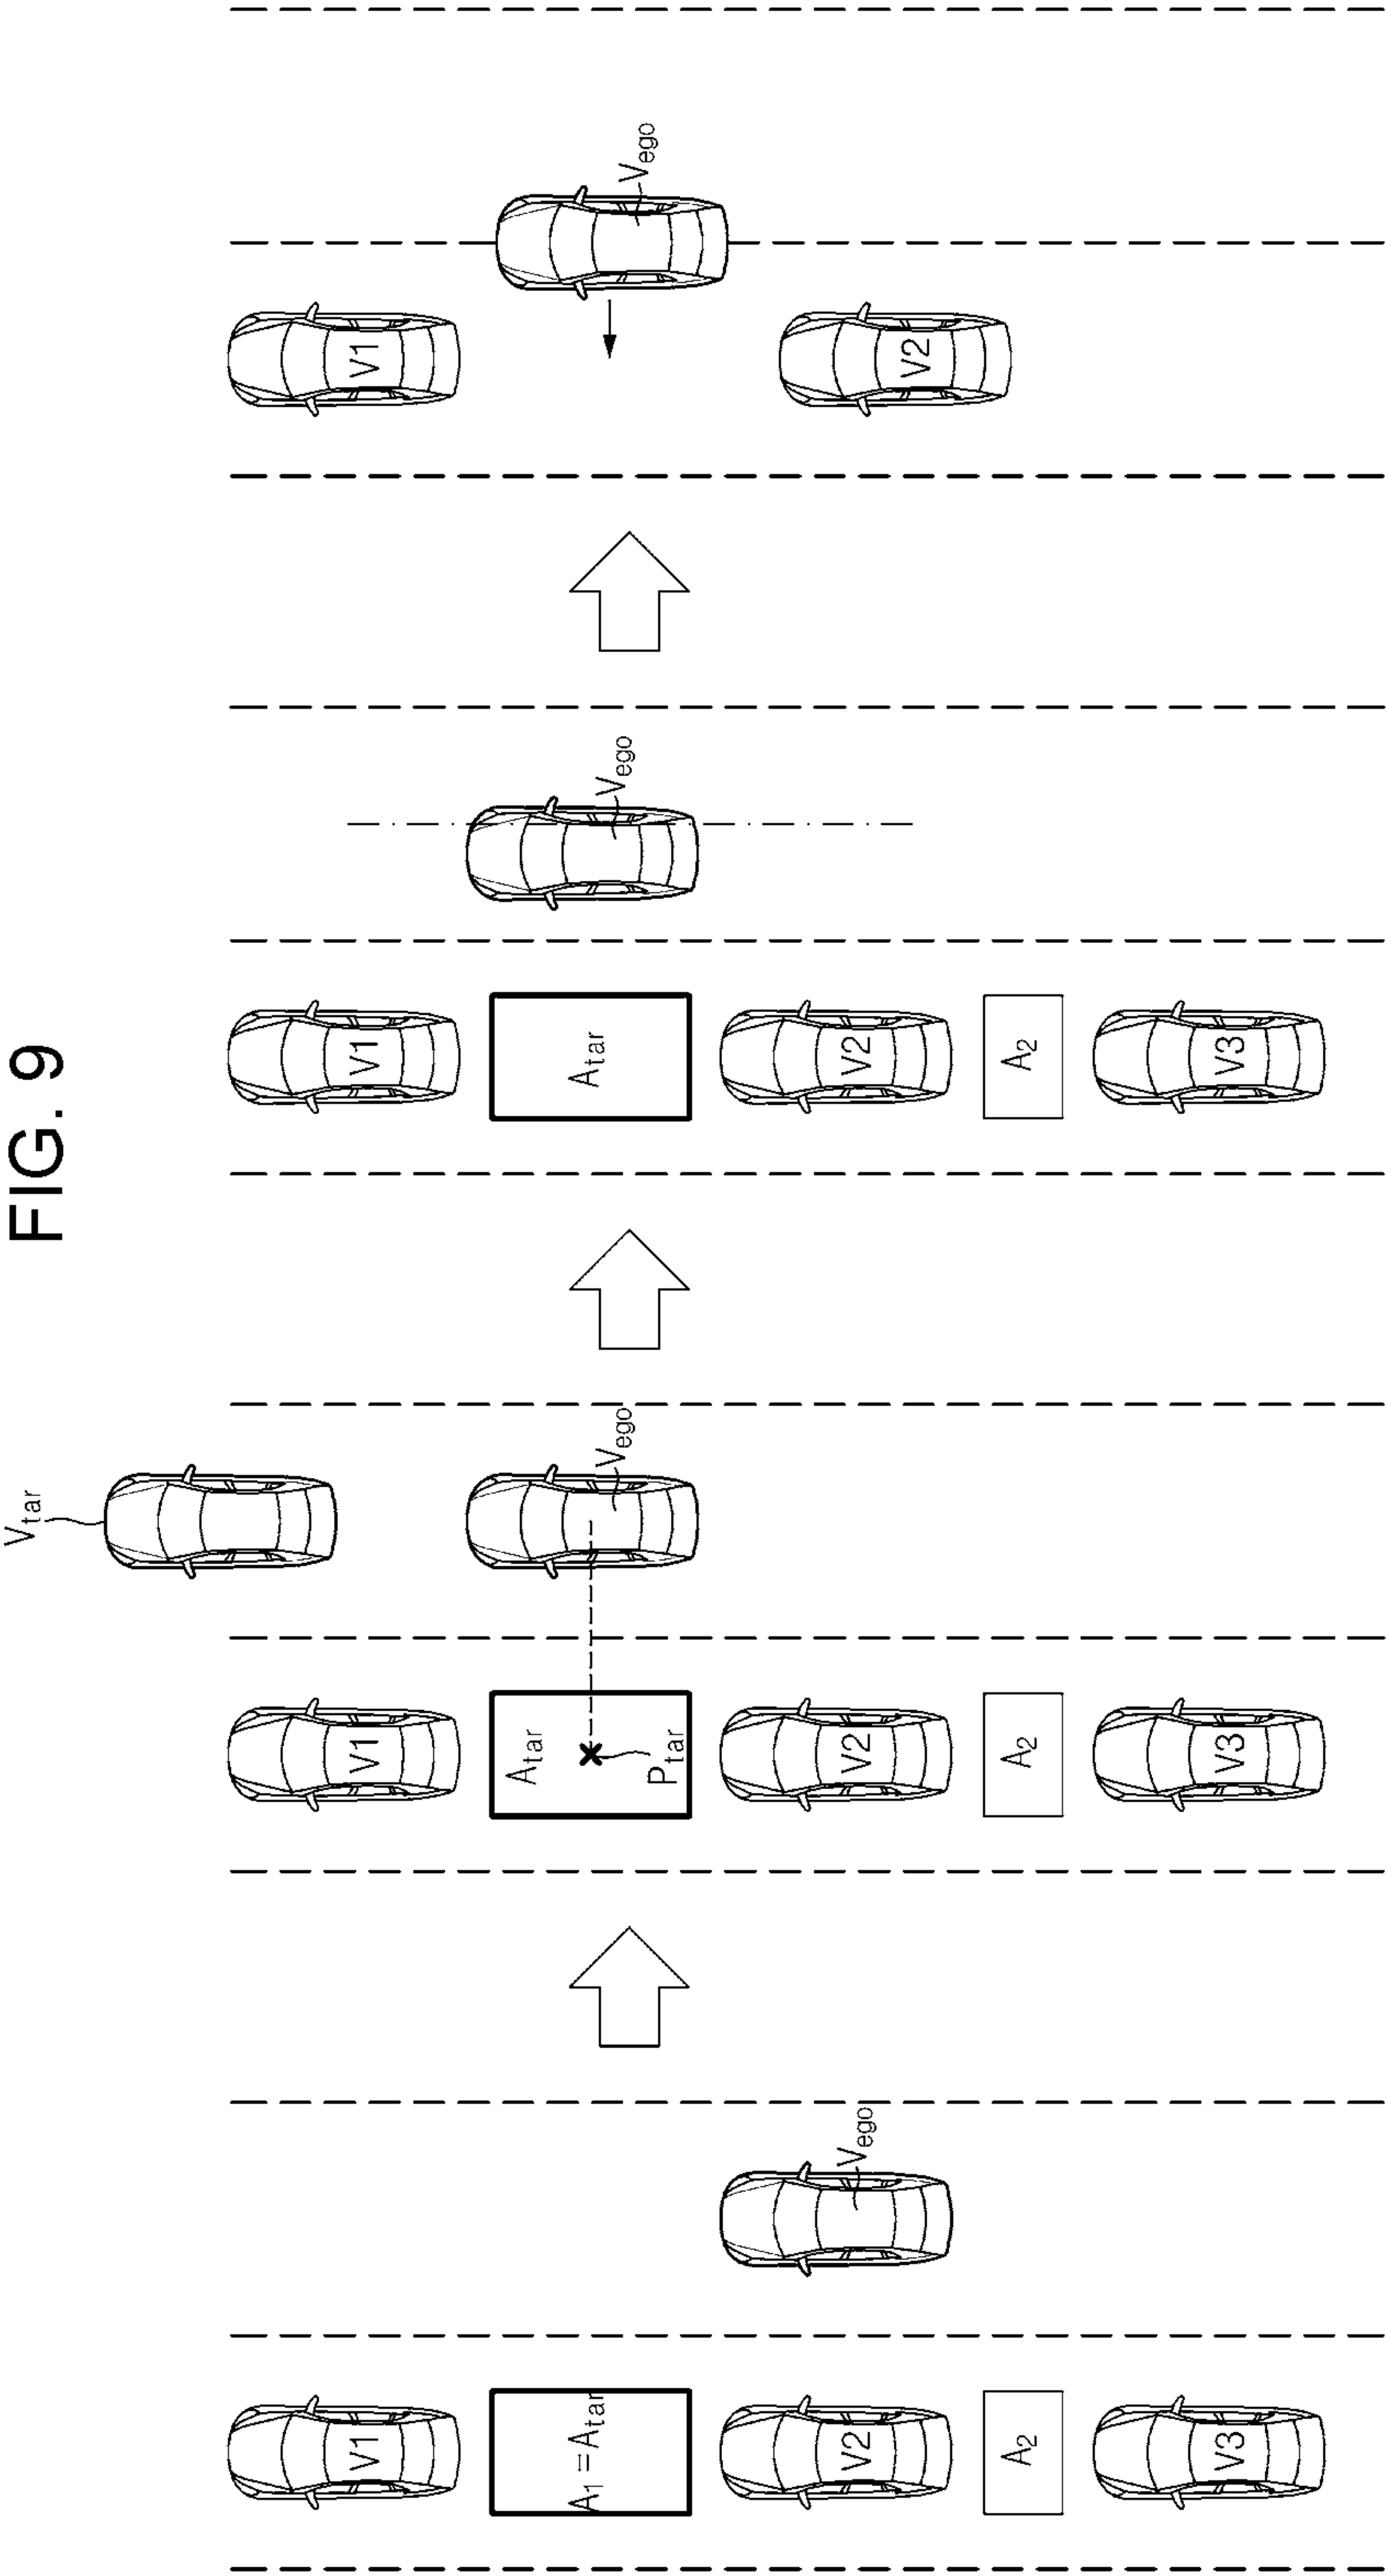 FIG. 9
V1
A₁ = Atar
V2
A₂
V3
Vego
Vtar
V1
Atar
Ptar
V2
A₂
V3
Vego
V1
Atar
V2
A₂
V3
Vego
V1
V2
Vego